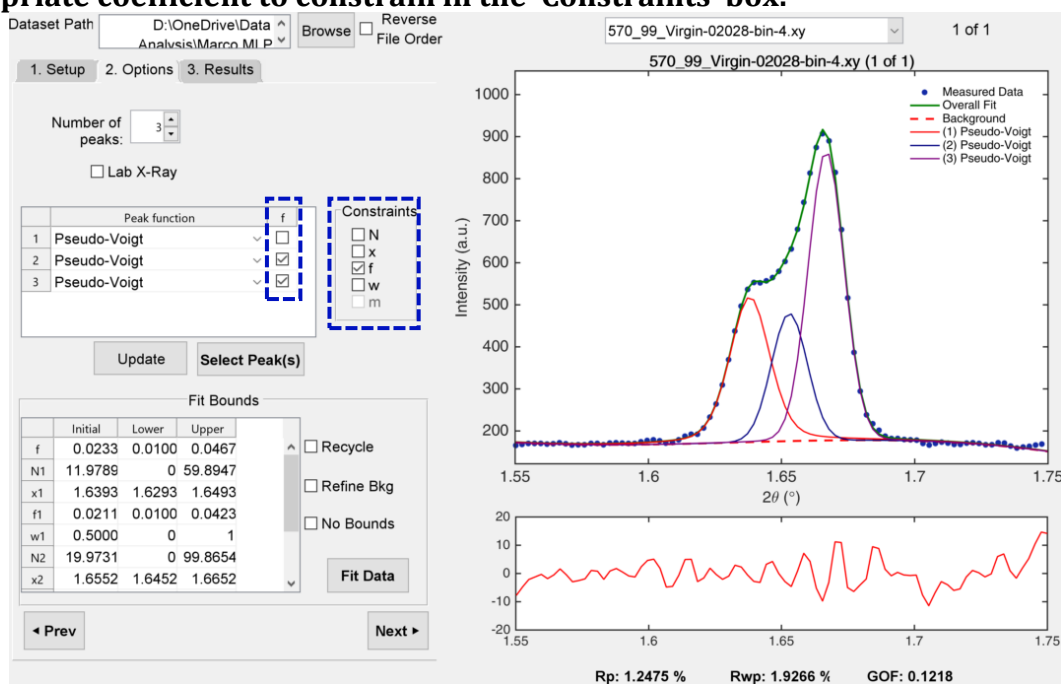 priate coefficient to constrain in the 'Constraints' box.
Dataset Path
D:\OneDrive\Data
Analysis\Marco MLP
Browse
Reverse
File Order
1. Setup
2. Options
3. Results
Number of
peaks:
3
Lab X-Ray
Peak function
f
1 Pseudo-Voigt
2 Pseudo-Voigt
3 Pseudo-Voigt
Constraints
N
x
f
w
m
Update
Select Peak(s)
Fit Bounds
Initial Lower Upper
f 0.0233 0.0100 0.0467
N1 11.9789 0 59.8947
x1 1.6393 1.6293 1.6493
f1 0.0211 0.0100 0.0423
w1 0.5000 0 1
N2 19.9731 0 99.8654
x2 1.6552 1.6452 1.6652
Recycle
Refine Bkg
No Bounds
Fit Data
◂ Prev
Next ▸
570_99_Virgin-02028-bin-4.xy
1 of 1
570_99_Virgin-02028-bin-4.xy (1 of 1)
Measured Data
Overall Fit
Background
(1) Pseudo-Voigt
(2) Pseudo-Voigt
(3) Pseudo-Voigt
Intensity (a.u.)
1000
900
800
700
600
500
400
300
200
1.55 1.6 1.65 1.7 1.75
2θ (°)
20
10
0
-10
-20
1.55 1.6 1.65 1.7 1.75
Rp: 1.2475 % Rwp: 1.9266 % GOF: 0.1218